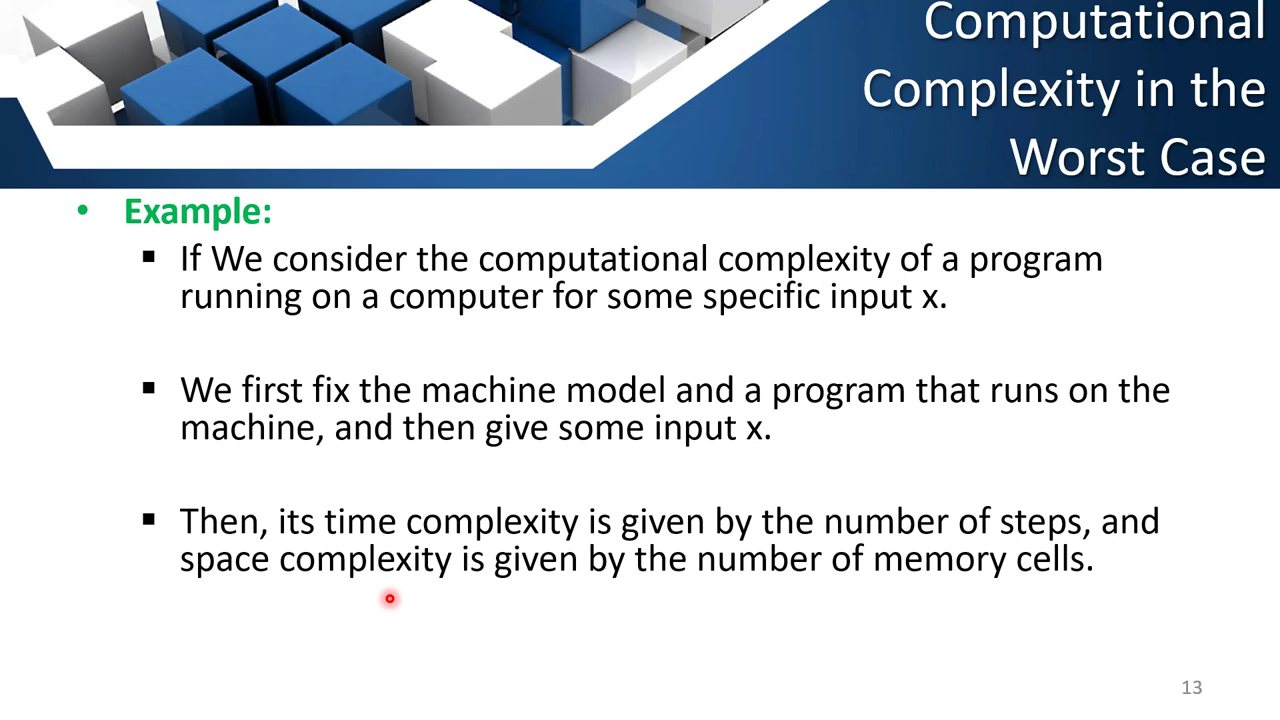 Computational
Complexity in the
Worst Case
• Example:
▪ If We consider the computational complexity of a program
running on a computer for some specific input x.
▪ We first fix the machine model and a program that runs on the
machine, and then give some input x.
▪ Then, its time complexity is given by the number of steps, and
space complexity is given by the number of memory cells.
13